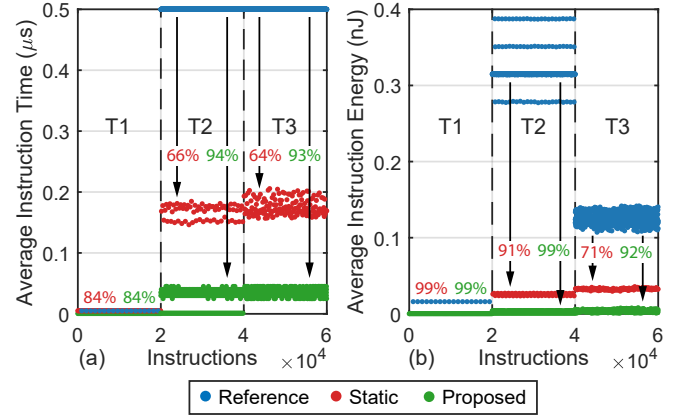 Average Instruction Time (μs)
0.5
0.4
0.3
0.2
0.1
0
T1
T2
T3
66%
94%
64%
93%
84%
84%
0
2
4
6
(a)
Instructions
×10⁴
Average Instruction Energy (nJ)
0.4
0.3
0.2
0.1
0
T1
T2
T3
91%
99%
71%
92%
99%
99%
0
2
4
6
(b)
Instructions
×10⁴
Reference Static Proposed